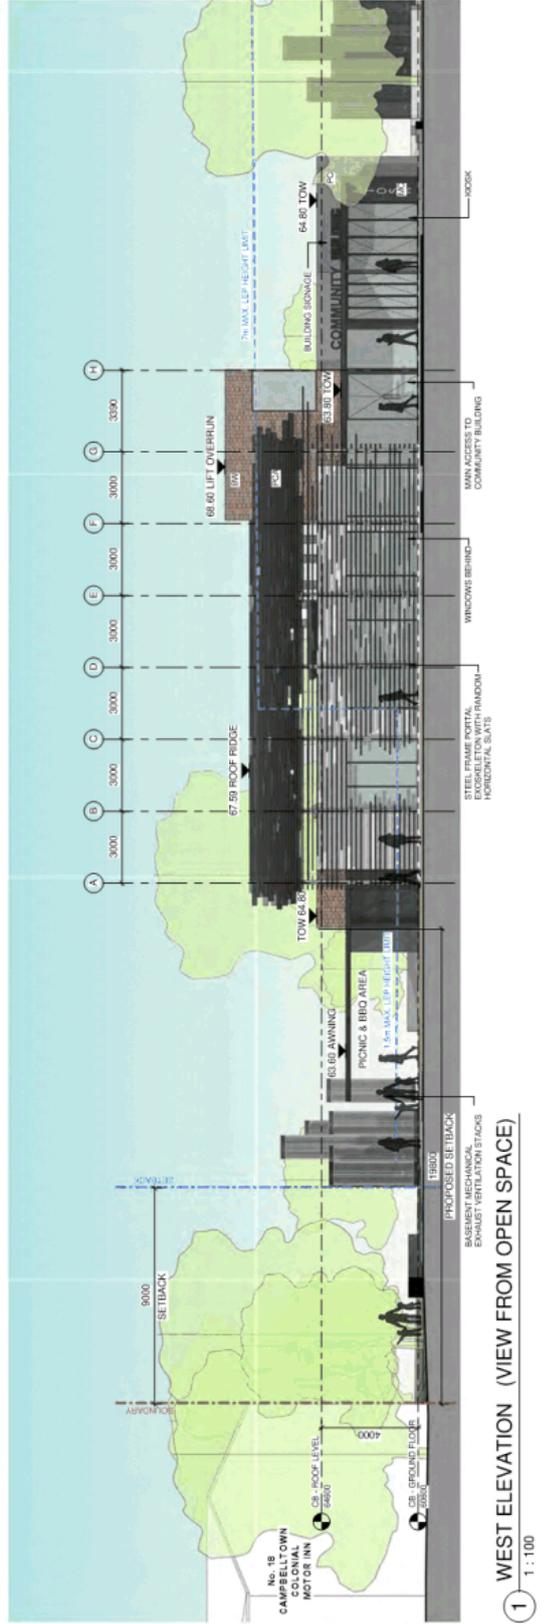 A
B
C
D
E
F
G
H
3000
3000
3000
3000
3000
3000
3390
68.60 LIFT OVERRUN
67.59 ROOF RIDGE
7m MAX. LEP HEIGHT LIMIT
64.80 TOW
BUILDING SIGNAGE
COMMUNITY
63.80 TOW
TOW 64.80
63.60 AWNING
PICNIC & BBQ AREA
1.5m MAX. LEP HEIGHT LIMIT
SETBACK
9000
SETBACK
BOUNDARY
4000
CB - ROOF LEVEL
64600
CB - GROUND FLOOR
60600
No. 18
CAMPBELLTOWN
COLONIAL
MOTOR INN
19800
PROPOSED SETBACK
BASEMENT MECHANICAL
EXHAUST VENTILATION STACKS
STEEL FRAME PORTAL
EXOSKELETON WITH RANDOM
HORIZONTAL SLATS
WINDOWS BEHIND
MAIN ACCESS TO
COMMUNITY BUILDING
KIOSK
1
WEST ELEVATION (VIEW FROM OPEN SPACE)
1 : 100